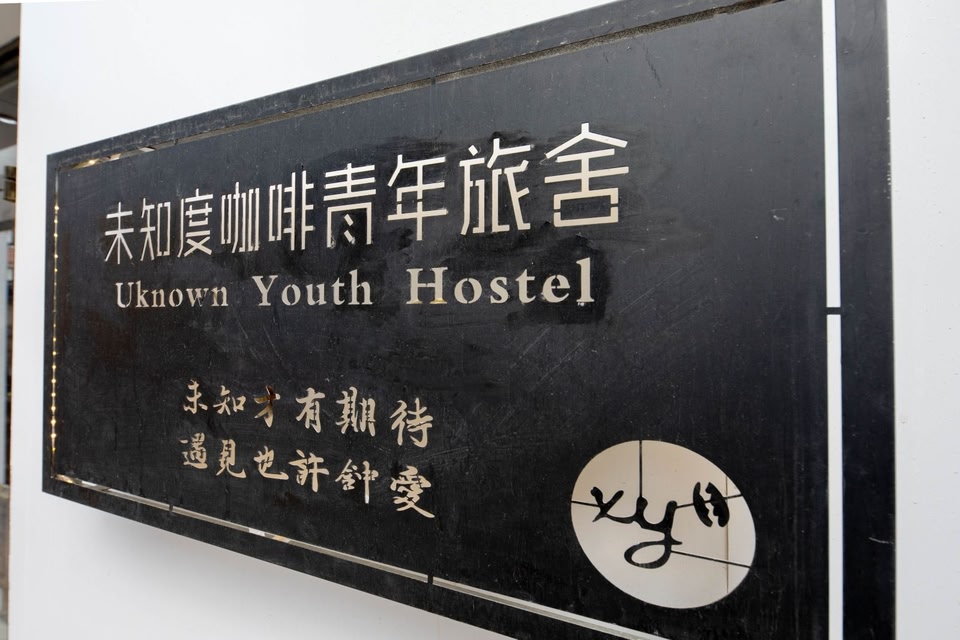 未知度咖啡青年旅舍
Uknown Youth Hostel
未知才有期待
遇見也許鈡愛